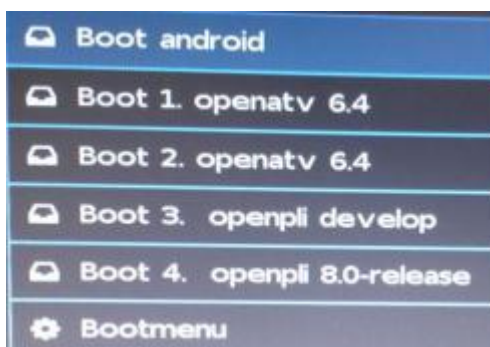 Boot android
Boot 1. openatv 6.4
Boot 2. openatv 6.4
Boot 3. openpli develop
Boot 4. openpli 8.0-release
Bootmenu